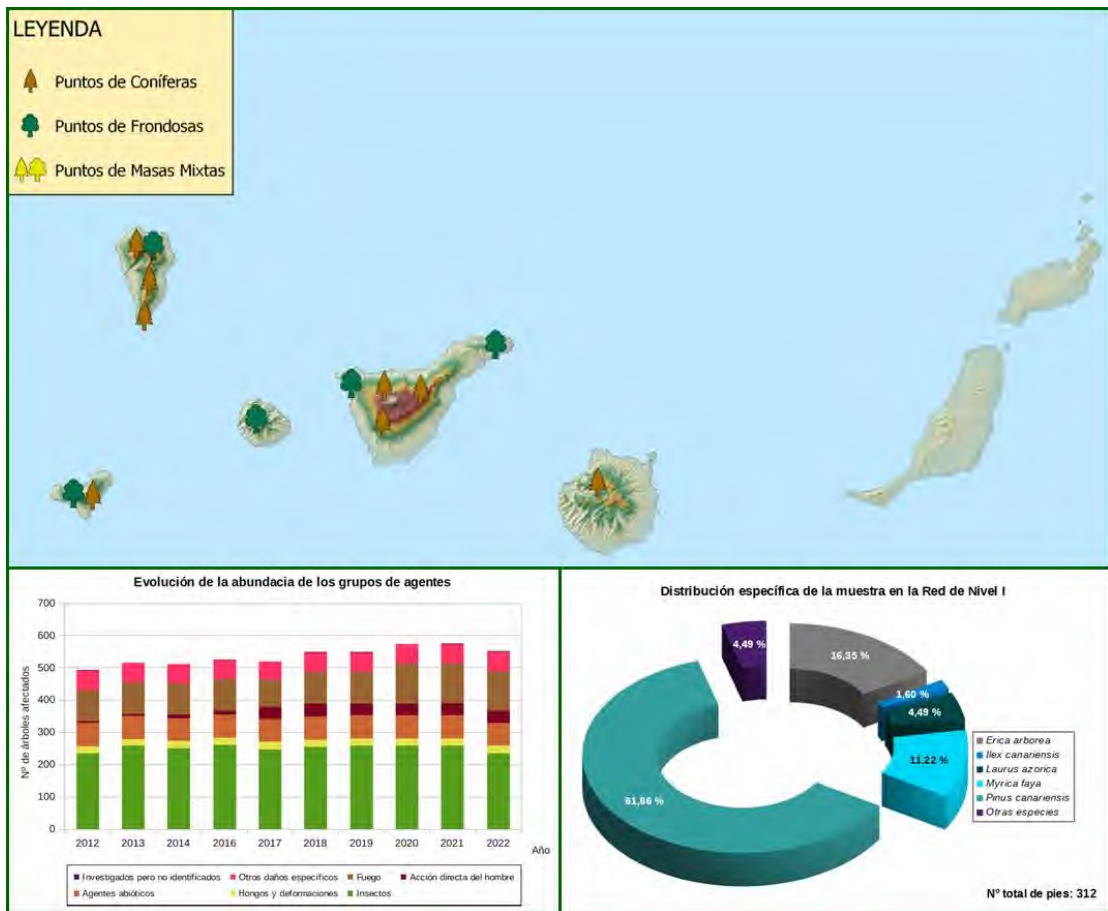 LEYENDA
Puntos de Coníferas
Puntos de Frondosas
Puntos de Masas Mixtas
Evolución de la abundacia de los grupos de agentes
Nº de árboles afectados
700
600
500
400
300
200
100
0
2012 2013 2014 2016 2017 2018 2019 2020 2021 2022
Año
Investigados pero no identificados Otros daños específicos Fuego Acción directa del hombre
Agentes abióticos Hongos y deformaciones Insectos
Distribución específica de la muestra en la Red de Nivel I
4,49 %
16,35 %
1,60 %
4,49 %
11,22 %
61,86 %
Erica arborea
Ilex canariensis
Laurus azorica
Myrica faya
Pinus canariensis
Otras especies
Nº total de pies: 312